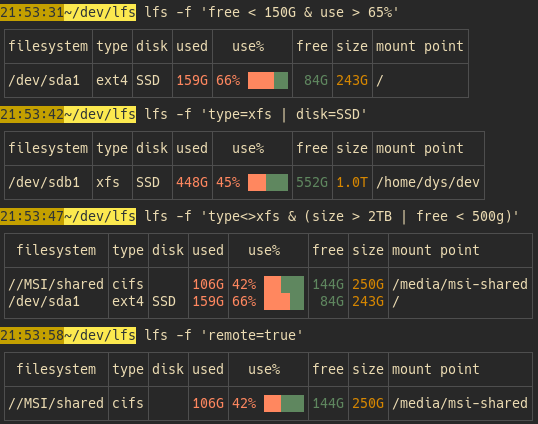 21:53:31~/dev/lfs lfs -f 'free < 150G & use > 65%'
filesystem type disk used use% free size mount point
/dev/sda1 ext4 SSD 159G 66% 84G 243G /
21:53:42~/dev/lfs lfs -f 'type=xfs | disk=SSD'
filesystem type disk used use% free size mount point
/dev/sdb1 xfs SSD 448G 45% 552G 1.0T /home/dys/dev
21:53:47~/dev/lfs lfs -f 'type<>xfs & (size > 2TB | free < 500g)'
filesystem type disk used use% free size mount point
//MSI/shared cifs 106G 42% 144G 250G /media/msi-shared
/dev/sda1 ext4 SSD 159G 66% 84G 243G /
21:53:58~/dev/lfs lfs -f 'remote=true'
filesystem type disk used use% free size mount point
//MSI/shared cifs 106G 42% 144G 250G /media/msi-shared